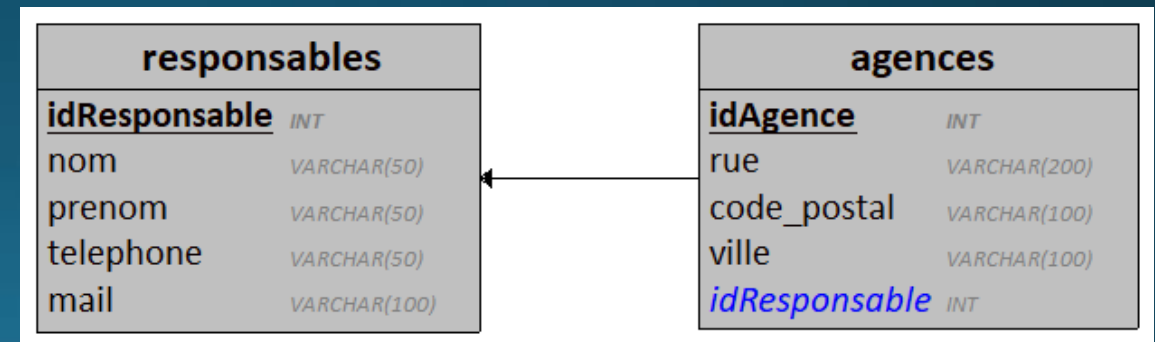 responsables
idResponsable INT
nom VARCHAR(50)
prenom VARCHAR(50)
telephone VARCHAR(50)
mail VARCHAR(100)
agences
idAgence INT
rue VARCHAR(200)
code_postal VARCHAR(100)
ville VARCHAR(100)
idResponsable INT